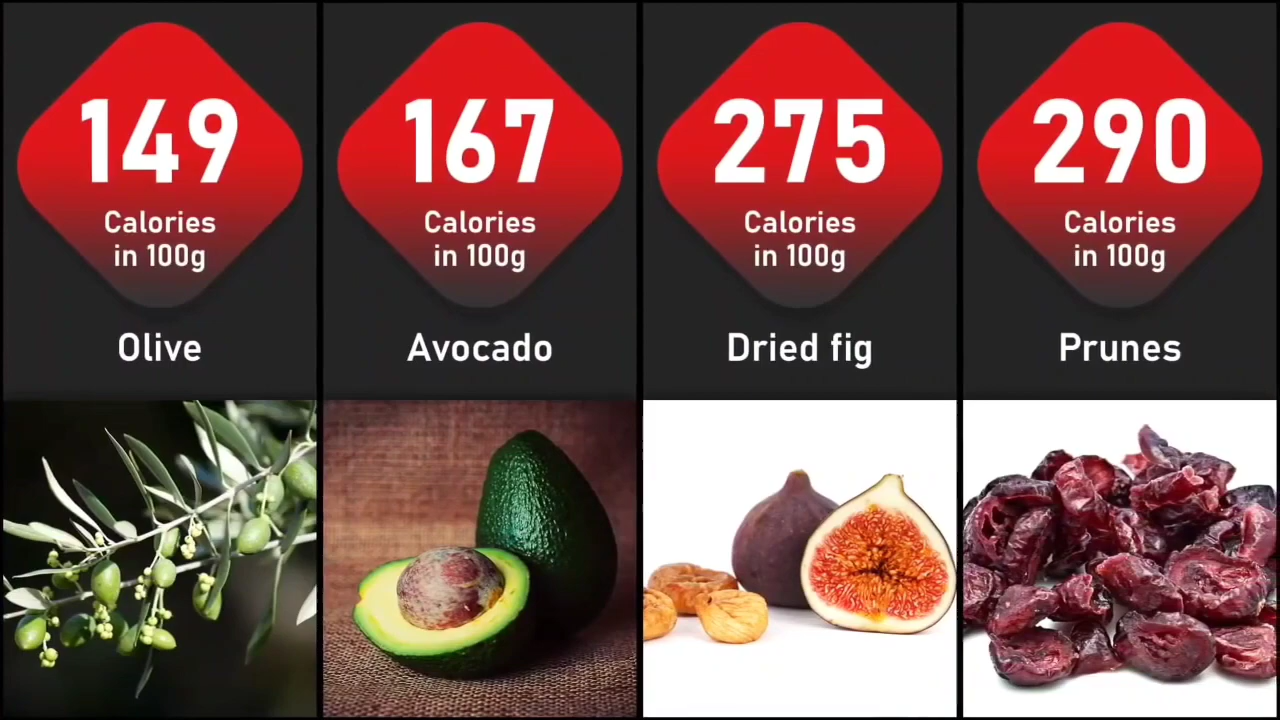 149
Calories
in 100g
Olive
167
Calories
in 100g
Avocado
275
Calories
in 100g
Dried fig
290
Calories
in 100g
Prunes